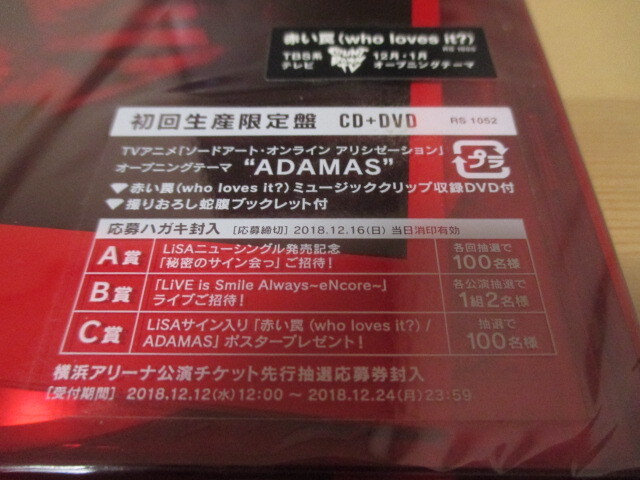 赤い罠(who loves it?)
RS 1052
TBS系
テレビ
COUNT DOWN TV
12月・1月
オープニングテーマ
初回生産限定盤 CD+DVD RS 1052
TVアニメ「ソードアート・オンライン アリシゼーション」
オープニングテーマ “ADAMAS”
プラ
♥赤い罠(who loves it?)ミュージッククリップ収録DVD付
♥撮りおろし蛇腹ブックレット付
応募ハガキ封入 [応募締切] 2018.12.16(日) 当日消印有効
A賞 LiSAニューシングル発売記念
「秘密のサイン会っ」ご招待!
各回抽選で
100名様
B賞 「LiVE is Smile Always~eNcore~」
ライブご招待!
各公演抽選で
1組2名様
C賞 LiSAサイン入り「赤い罠(who loves it?) /
ADAMAS」ポスタープレゼント!
抽選で
100名様
横浜アリーナ公演チケット先行抽選応募券封入
[受付期間] 2018.12.12(水)12:00 ~ 2018.12.24(月)23:59